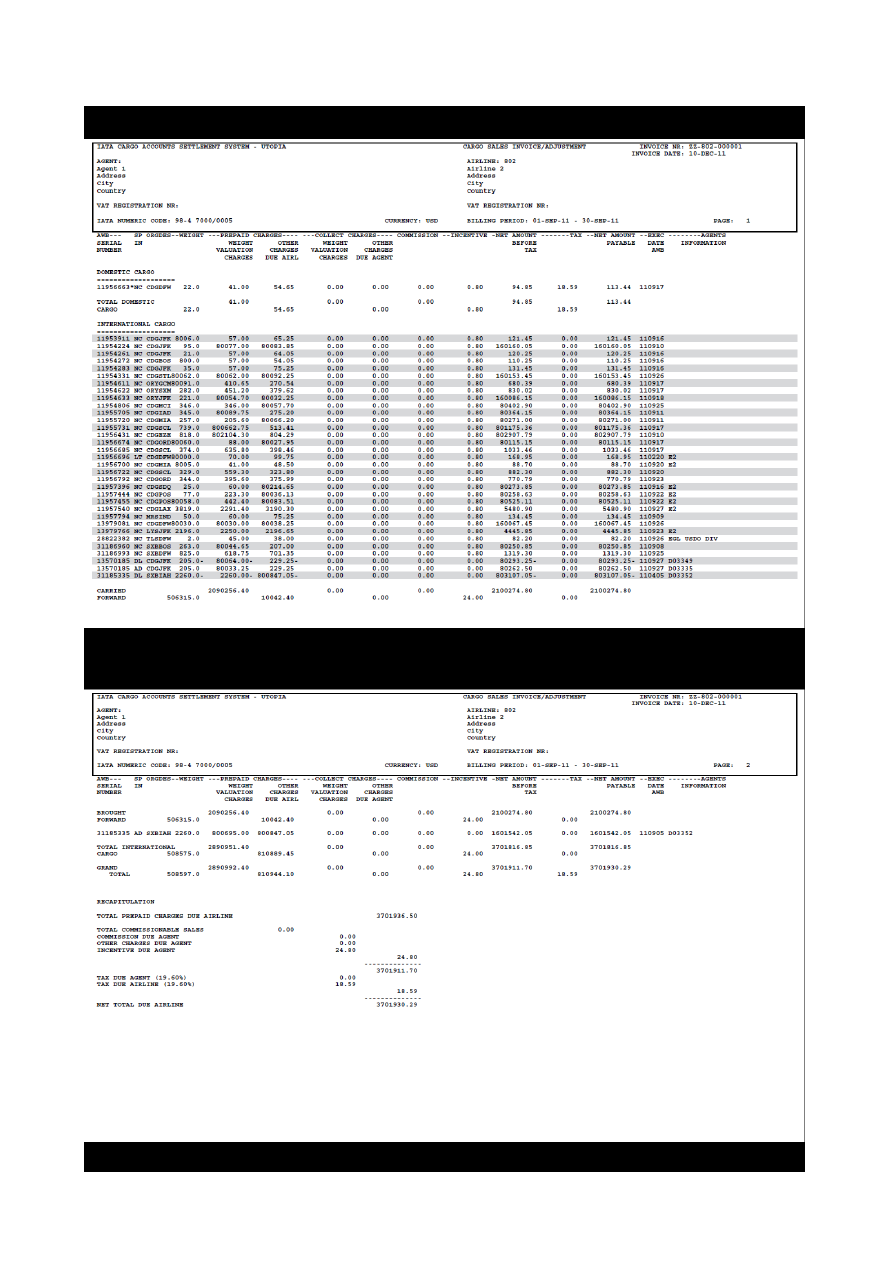 IATA CARGO ACCOUNTS SETTLEMENT SYSTEM - UTOPIA CARGO SALES INVOICE/ADJUSTMENT INVOICE NR: ZZ-802-000001
INVOICE DATE: 10-DEC-11
AGENT: AIRLINE: 802
Agent 1 Airline 2
Address Address
City City
Country Country
VAT REGISTRATION NR: VAT REGISTRATION NR:
IATA NUMERIC CODE: 98-4 7000/0005 CURRENCY: USD BILLING PERIOD: 01-SEP-11 - 30-SEP-11 PAGE: 1
AWB--- SP ORGDES--WEIGHT ---PREPAID CHARGES---- ---COLLECT CHARGES---- COMMISSION --INCENTIVE -NET AMOUNT -------TAX --NET AMOUNT --EXEC --------AGENTS
SERIAL IN WEIGHT OTHER WEIGHT OTHER BEFORE PAYABLE DATE INFORMATION
NUMBER VALUATION CHARGES VALUATION CHARGES TAX AWB
CHARGES DUE AIRL CHARGES DUE AGENT
DOMESTIC CARGO
===================
11956663*NC CDGDFW 22.0 41.00 54.65 0.00 0.00 0.00 0.80 94.85 18.59 113.44 110917
TOTAL DOMESTIC 41.00 0.00 0.00 94.85 113.44
CARGO 22.0 54.65 0.00 0.80 18.59
INTERNATIONAL CARGO
===================
11953911 NC CDGJFK 8006.0 57.00 65.25 0.00 0.00 0.00 0.80 121.45 0.00 121.45 110916
11954224 NC CDGJFK 95.0 80077.00 80083.85 0.00 0.00 0.00 0.80 160160.05 0.00 160160.05 110910
11954261 NC CDGJFK 21.0 57.00 64.05 0.00 0.00 0.00 0.80 120.25 0.00 120.25 110916
11954272 NC CDGBOS 800.0 57.00 54.05 0.00 0.00 0.00 0.80 110.25 0.00 110.25 110916
11954283 NC CDGJFK 35.0 57.00 75.25 0.00 0.00 0.00 0.80 131.45 0.00 131.45 110916
11954331 NC CDGSTL80062.0 80062.00 80092.25 0.00 0.00 0.00 0.80 160153.45 0.00 160153.45 110926
11954611 NC ORYGCM80091.0 410.65 270.54 0.00 0.00 0.00 0.80 680.39 0.00 680.39 110917
11954622 NC ORYSXM 282.0 451.20 379.62 0.00 0.00 0.00 0.80 830.02 0.00 830.02 110917
11954633 NC ORYJFK 221.0 80054.70 80032.25 0.00 0.00 0.00 0.80 160086.15 0.00 160086.15 110918
11954806 NC CDGMCI 346.0 346.00 80057.70 0.00 0.00 0.00 0.80 80402.90 0.00 80402.90 110925
11955705 NC CDGIAD 345.0 80089.75 275.20 0.00 0.00 0.00 0.80 80364.15 0.00 80364.15 110911
11955720 NC CDGMIA 257.0 205.60 80066.20 0.00 0.00 0.00 0.80 80271.00 0.00 80271.00 110911
11955731 NC CDGSCL 739.0 800662.75 513.41 0.00 0.00 0.00 0.80 801175.36 0.00 801175.36 110917
11956431 NC CDGEZE 818.0 802104.30 804.29 0.00 0.00 0.00 0.80 802907.79 0.00 802907.79 110910
11956674 NC CDGORD80060.0 88.00 80027.95 0.00 0.00 0.00 0.80 80115.15 0.00 80115.15 110917
11956685 NC CDGSCL 374.0 635.80 398.46 0.00 0.00 0.00 0.80 1033.46 0.00 1033.46 110917
11956696 LT CDGDFW80000.0 70.00 99.75 0.00 0.00 0.00 0.80 168.95 0.00 168.95 110220 E2
11956700 NC CDGMIA 8005.0 41.00 48.50 0.00 0.00 0.00 0.80 88.70 0.00 88.70 110920 E2
11956722 NC CDGSCL 329.0 559.30 323.80 0.00 0.00 0.00 0.80 882.30 0.00 882.30 110920
11956792 NC CDGORD 344.0 395.60 375.99 0.00 0.00 0.00 0.80 770.79 0.00 770.79 110923
11957396 NC CDGSDQ 25.0 60.00 80214.65 0.00 0.00 0.00 0.80 80273.85 0.00 80273.85 110916 E2
11957444 NC CDGPOS 77.0 223.30 80036.13 0.00 0.00 0.00 0.80 80258.63 0.00 80258.63 110922 E2
11957455 NC CDGPOS80058.0 442.40 80083.51 0.00 0.00 0.00 0.80 80525.11 0.00 80525.11 110922 E2
11957540 NC CDGLAX 3819.0 2291.40 3190.30 0.00 0.00 0.00 0.80 5480.90 0.00 5480.90 110927 E2
11957794 NC MRSIND 50.0 60.00 75.25 0.00 0.00 0.00 0.80 134.45 0.00 134.45 110909
13979081 NC CDGDFW80030.0 80030.00 80038.25 0.00 0.00 0.00 0.80 160067.45 0.00 160067.45 110926
13979766 NC LYSJFK 2196.0 2250.00 2196.65 0.00 0.00 0.00 0.80 4445.85 0.00 4445.85 110923 E2
28822382 NC TLSDFW 2.0 45.00 38.00 0.00 0.00 0.00 0.80 82.20 0.00 82.20 110926 EGL USDO DIV
31186960 NC SXBBOS 263.0 80044.65 207.00 0.00 0.00 0.00 0.80 80250.85 0.00 80250.85 110908
31186993 NC SXBDFW 825.0 618.75 701.35 0.00 0.00 0.00 0.80 1319.30 0.00 1319.30 110925
13570185 DL CDGJFK 205.0- 80064.00- 229.25- 0.00 0.00 0.00 0.80 80293.25- 0.00 80293.25- 110927 D03349
13570185 AD CDGJFK 205.0 80033.25 229.25 0.00 0.00 0.00 0.80 80262.50 0.00 80262.50 110927 D03335
31185335 DL SXBIAH 2260.0- 2260.00- 800847.05- 0.00 0.00 0.00 0.80 803107.05- 0.00 803107.05- 110405 D03352
CARRIED 2090256.40 0.00 0.00 2100274.80 2100274.80
FORWARD 506315.0 10042.40 0.00 24.00 0.00
IATA CARGO ACCOUNTS SETTLEMENT SYSTEM - UTOPIA CARGO SALES INVOICE/ADJUSTMENT INVOICE NR: ZZ-802-000001
INVOICE DATE: 10-DEC-11
AGENT: AIRLINE: 802
Agent 1 Airline 2
Address Address
City City
Country Country
VAT REGISTRATION NR: VAT REGISTRATION NR:
IATA NUMERIC CODE: 98-4 7000/0005 CURRENCY: USD BILLING PERIOD: 01-SEP-11 - 30-SEP-11 PAGE: 2
AWB--- SP ORGDES--WEIGHT ---PREPAID CHARGES---- ---COLLECT CHARGES---- COMMISSION --INCENTIVE -NET AMOUNT -------TAX --NET AMOUNT --EXEC --------AGENTS
SERIAL IN WEIGHT OTHER WEIGHT OTHER BEFORE PAYABLE DATE INFORMATION
NUMBER VALUATION CHARGES VALUATION CHARGES TAX AWB
CHARGES DUE AIRL CHARGES DUE AGENT
BROUGHT 2090256.40 0.00 0.00 2100274.80 2100274.80
FORWARD 506315.0 10042.40 0.00 24.00 0.00
31185335 AD SXBIAH 2260.0 800695.00 800847.05 0.00 0.00 0.00 0.00 1601542.05 0.00 1601542.05 110905 D03352
TOTAL INTERNATIONAL 2890951.40 0.00 0.00 3701816.85 3701816.85
CARGO 508575.0 810889.45 0.00 24.00 0.00
GRAND 2890992.40 0.00 0.00 3701911.70 3701930.29
TOTAL 508597.0 810944.10 0.00 24.80 18.59
RECAPITULATION
TOTAL PREPAID CHARGES DUE AIRLINE 3701936.50
TOTAL COMMISSIONABLE SALES 0.00
COMMISSION DUE AGENT 0.00
OTHER CHARGES DUE AGENT 0.00
INCENTIVE DUE AGENT 24.80
24.80
--------------
3701911.70
TAX DUE AGENT (19.60%) 0.00
TAX DUE AIRLINE (19.60%) 18.59
18.59
--------------
NET TOTAL DUE AIRLINE 3701930.29